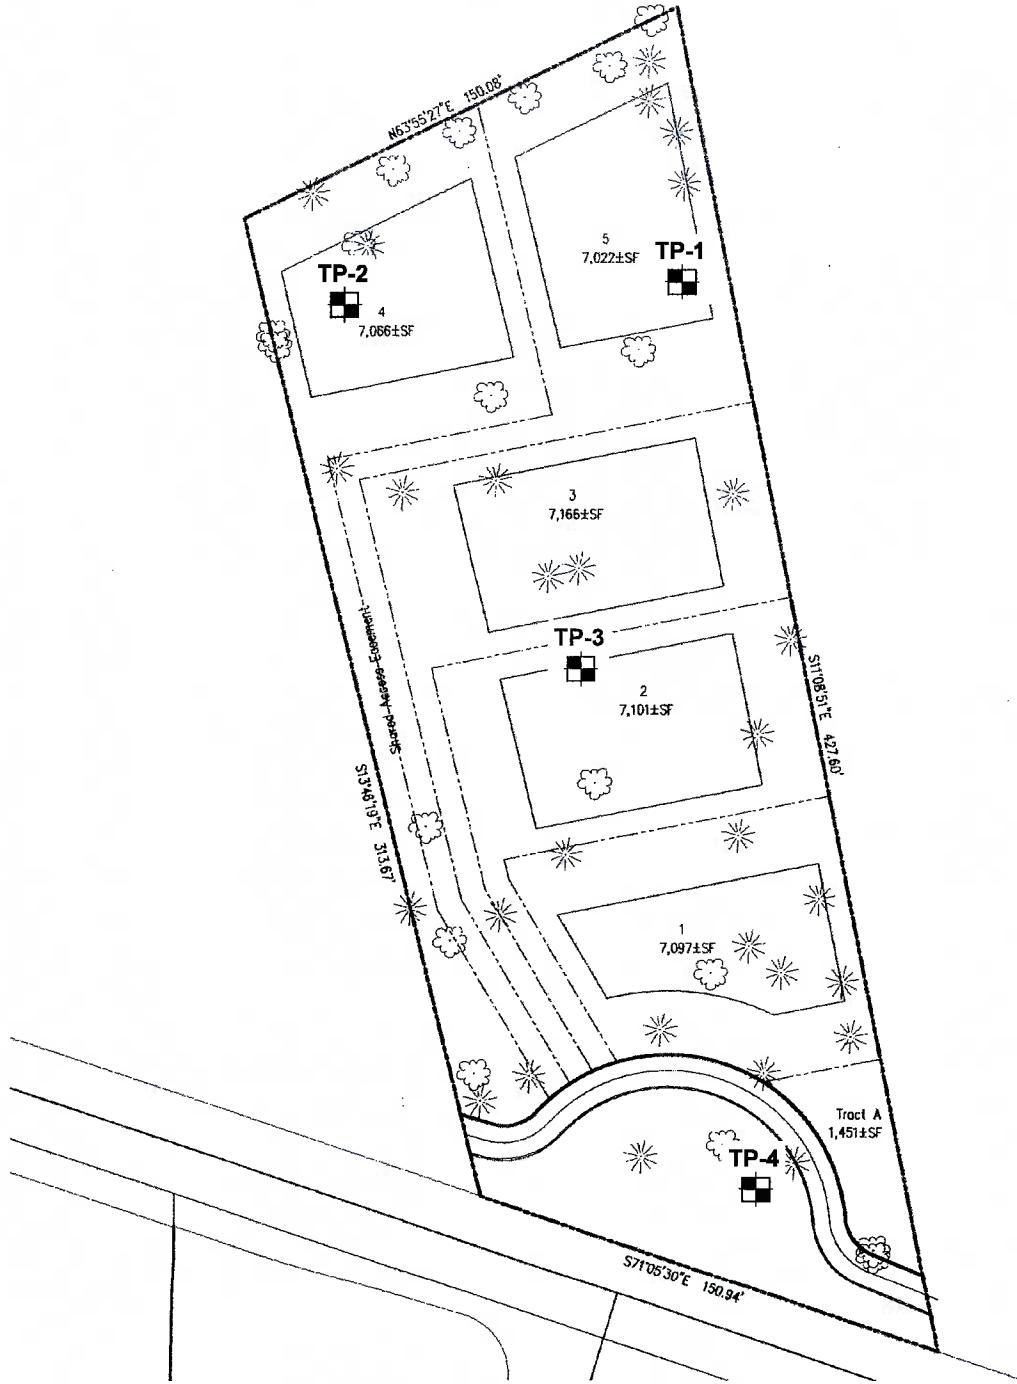 N63°55'27"E 150.08'
5
7,022±SF
TP-1
TP-2
4
7,066±SF
3
7,166±SF
TP-3
2
7,101±SF
Shared Access Easement
S11°08'51"E 427.60'
S13°46'19"E 313.67'
1
7,097±SF
Tract A
1,451±SF
TP-4
S71°05'30"E 150.94'